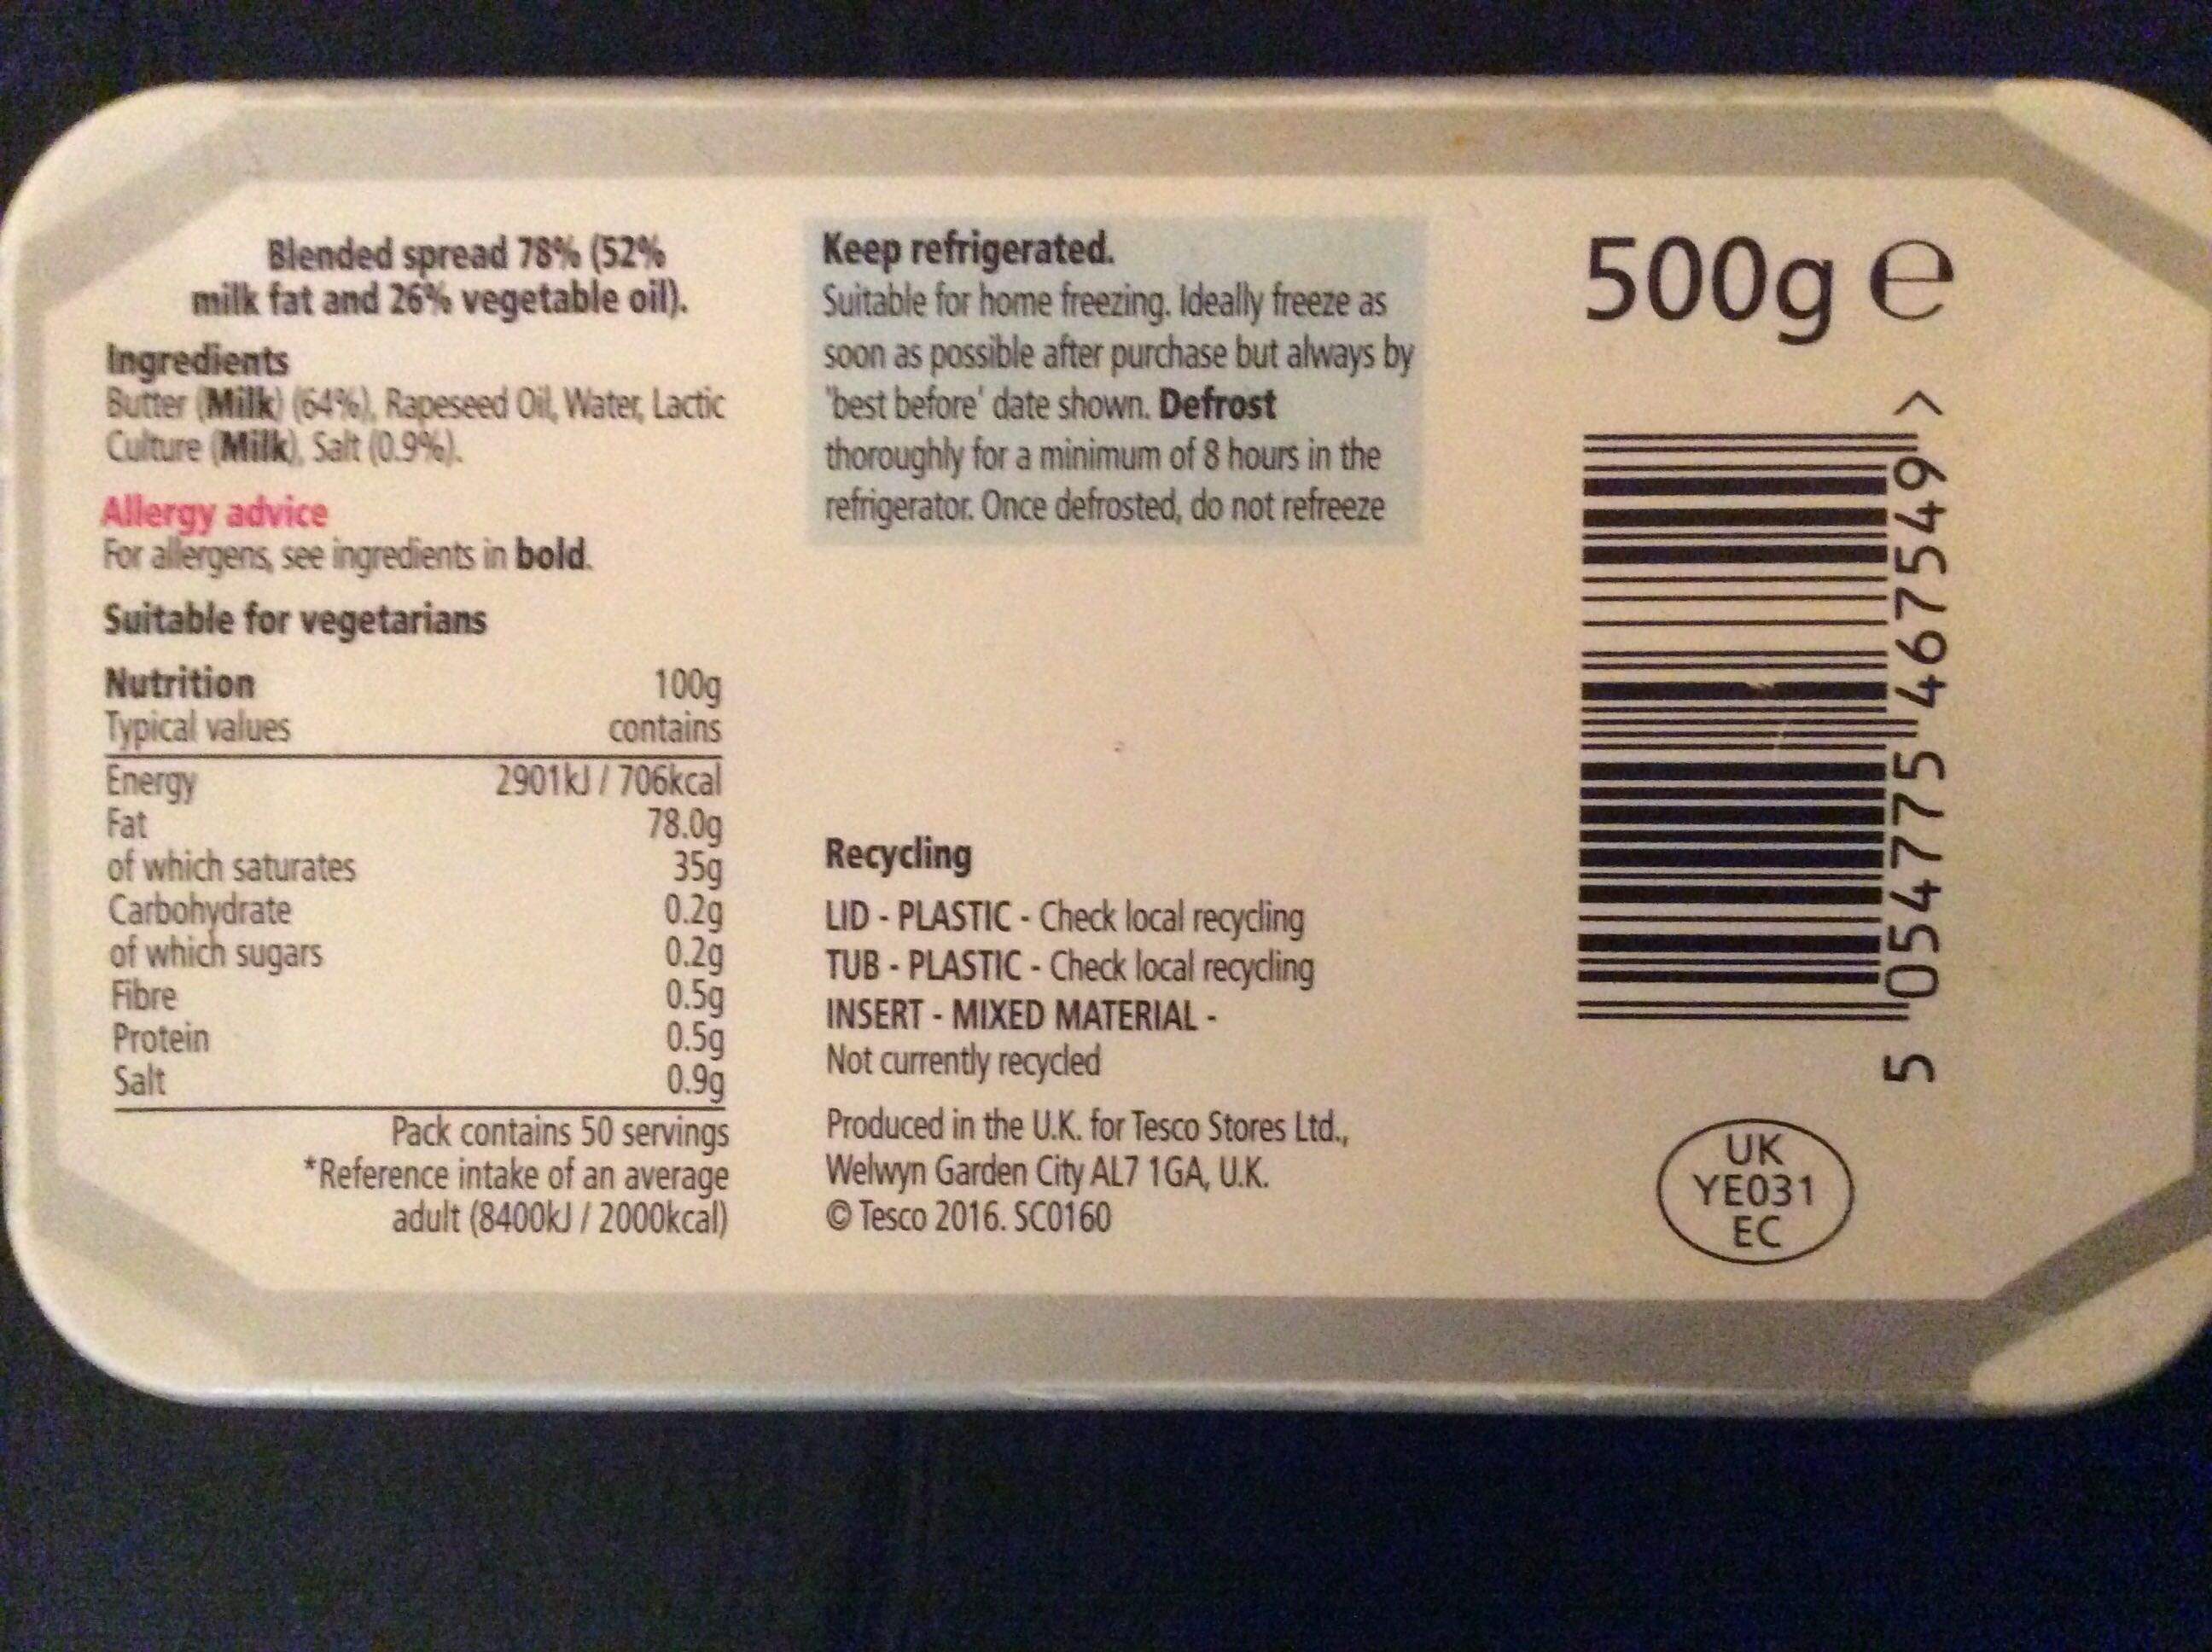 Blended spread 78% (52%
milk fat and 26% vegetable oil).
Ingredients
Butter (Milk) (64%), Rapeseed Oil, Water, Lactic
Culture (Milk), Salt (0.9%).
Allergy advice
For allergens, see ingredients in bold.
Suitable for vegetarians
Nutrition 100g
Typical values contains
Energy 2901kJ / 706kcal
Fat 78.0g
of which saturates 35g
Carbohydrate 0.2g
of which sugars 0.2g
Fibre 0.5g
Protein 0.5g
Salt 0.9g
Pack contains 50 servings
*Reference intake of an average
adult (8400kJ / 2000kcal)
Keep refrigerated.
Suitable for home freezing. Ideally freeze as
soon as possible after purchase but always by
'best before' date shown. Defrost
thoroughly for a minimum of 8 hours in the
refrigerator. Once defrosted, do not refreeze
Recycling
LID - PLASTIC - Check local recycling
TUB - PLASTIC - Check local recycling
INSERT - MIXED MATERIAL -
Not currently recycled
Produced in the U.K. for Tesco Stores Ltd.,
Welwyn Garden City AL7 1GA, U.K.
© Tesco 2016. SC0160
500g e
5 054775 467549 >
UK
YE031
EC